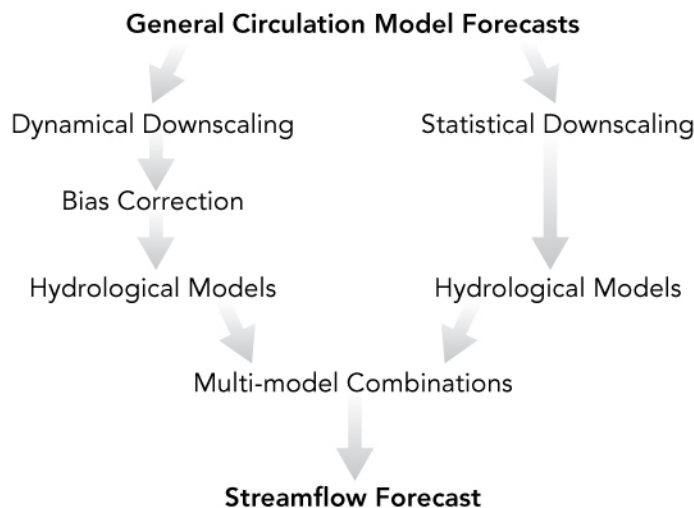 General Circulation Model Forecasts
Dynamical Downscaling
Statistical Downscaling
Bias Correction
Hydrological Models
Hydrological Models
Multi-model Combinations
Streamflow Forecast